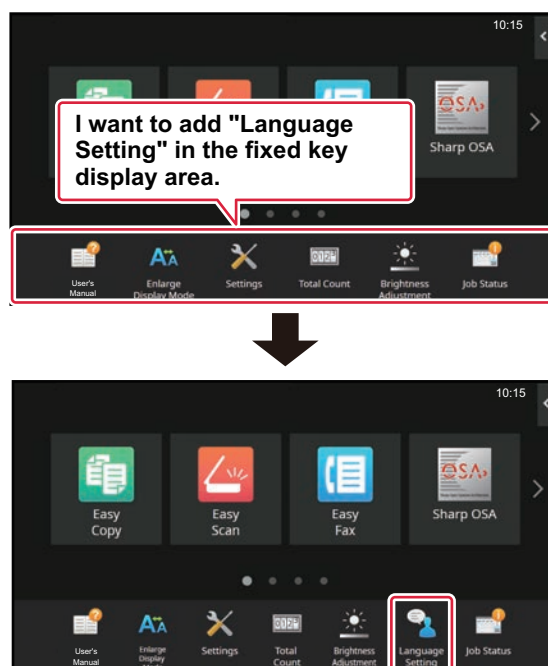 10:15
I want to add "Language
Setting" in the fixed key
display area.
OSA
Sharp OSA
User's
Manual
Enlarge
Display Mode
Settings
Total Count
Brightness
Adjustment
Job Status
10:15
Easy
Copy
Easy
Scan
Easy
Fax
OSA
Sharp OSA
User's
Manual
Enlarge
Display
Settings
Total
Count
Brightness
Adjustment
Language
Setting
Job Status